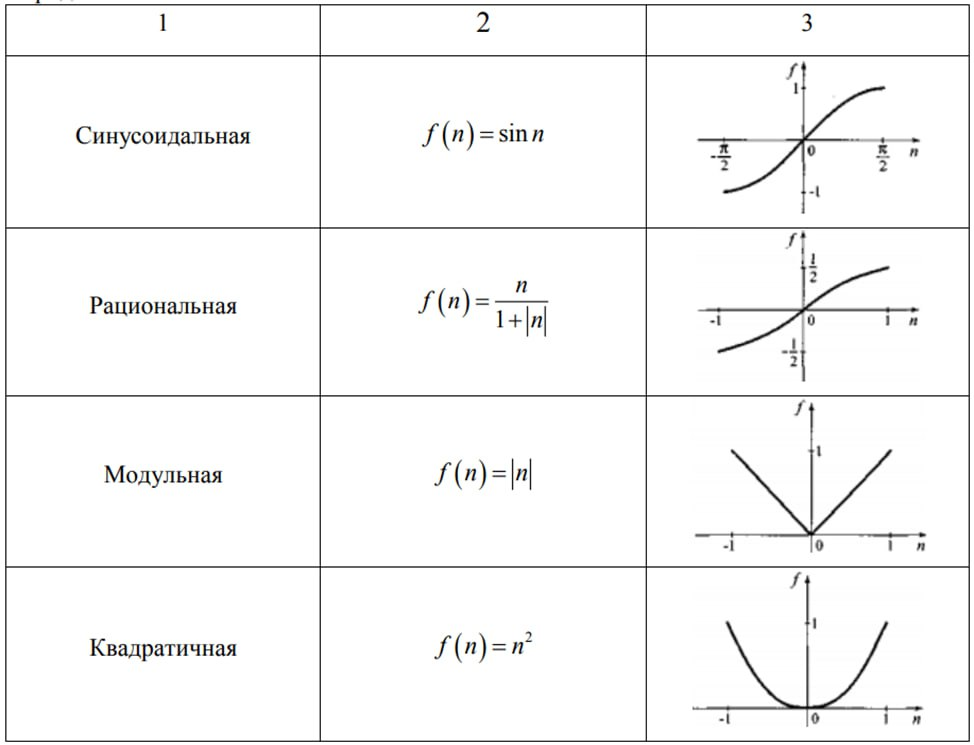 1 2 3
Синусоидальная f(n) = sin n
f 1 -π/2 0 π/2 n -1
Рациональная f(n) = n/(1+|n|)
f 1/2 -1 0 1 n -1/2
Модульная f(n) = |n|
f 1 -1 0 1 n
Квадратичная f(n) = n²
f 1 -1 0 1 n